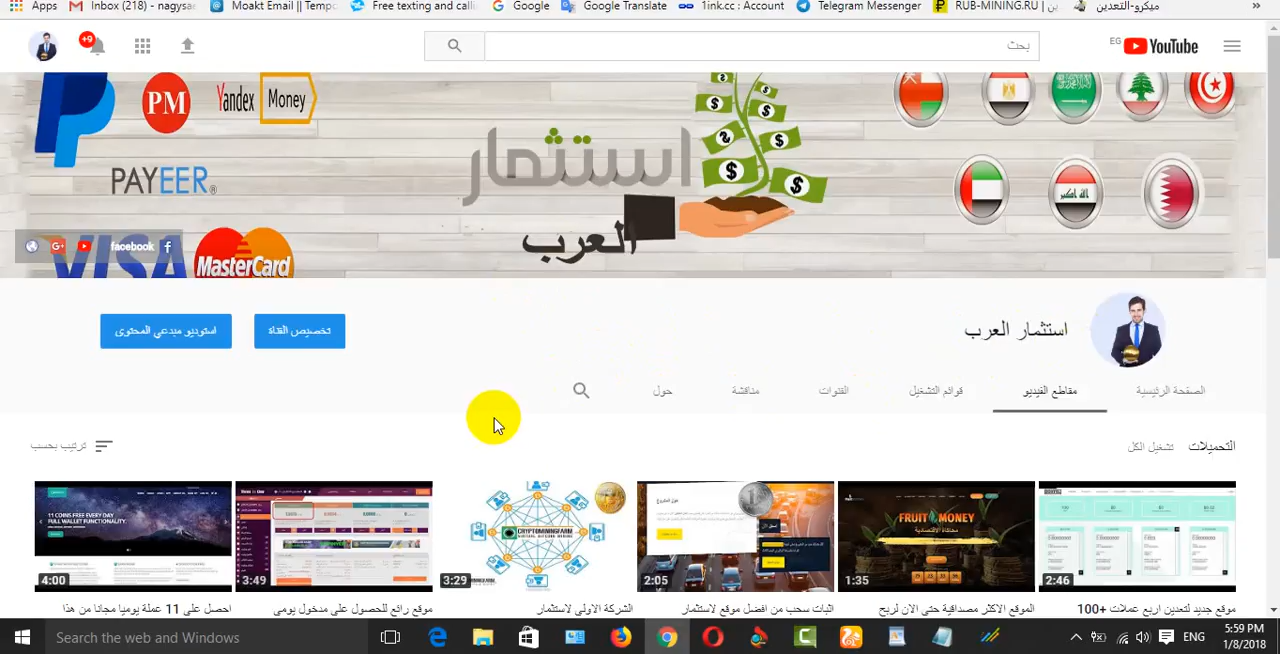 Apps
Inbox (218) - nagysae
Moakt Email || Tempo
Free texting and calli
Google
Google Translate
1ink.cc : Account
Telegram Messenger
RUB-MINING.RU | بن
ميكرو-التعدين
»
+9
بحث
YouTube EG
PM
Yandex Money
PAYEER
VISA
MasterCard
facebook
استثمار
العرب
استثمار العرب
تخصيص القناة
استوديو مبدعي المحتوى
الصفحة الرئيسية
مقاطع الفيديو
قوائم التشغيل
القنوات
مناقشة
حول
التحميلات
تشغيل الكل
ترتيب بحسب
11 COINS FREE EVERY DAY
FULL WALLET FUNCTIONALITY.
CRYPTOMININGFARM
FRUIT MONEY
4:00
3:49
3:29
2:05
1:35
2:46
موقع جديد لتعدين اربع عملات +100
الموقع الاكثر مصداقية حتى الان لربح
اثبات سحب من افضل موقع لاستثمار
الشركة الاولى لاستثمار
موقع رائع للحصول على مدخول يومى
احصل على 11 عملة يوميا مجانا من هذا
Search the web and Windows
ENG
5:59 PM
1/8/2018